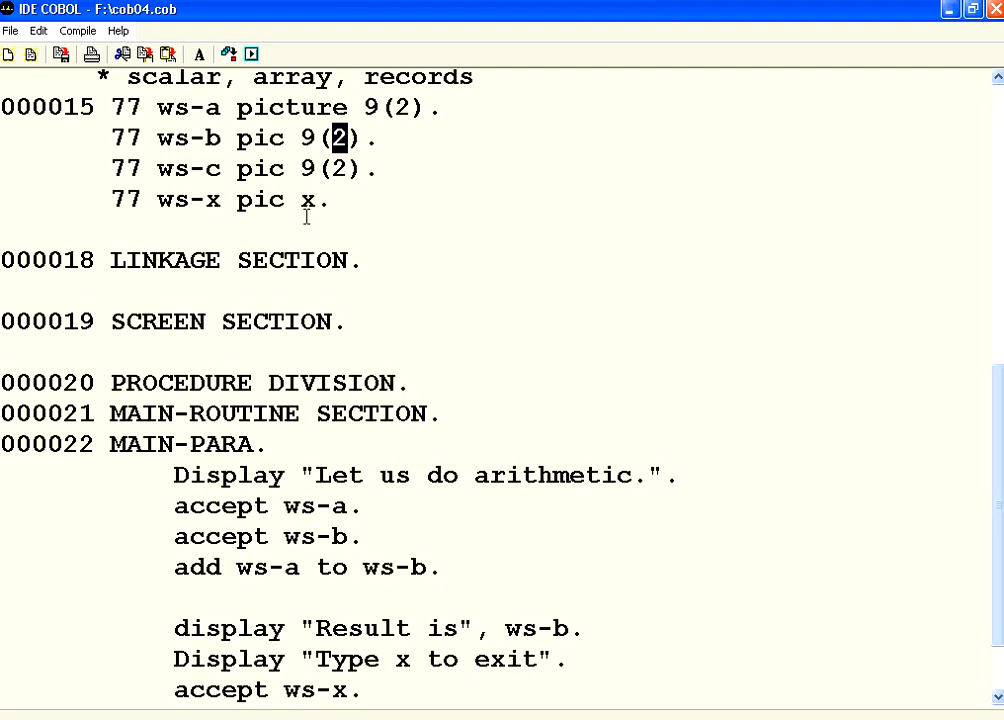 IDE COBOL - F:\cob04.cob
File Edit Compile Help
* scalar, array, records
000015 77 ws-a picture 9(2).
77 ws-b pic 9(2).
77 ws-c pic 9(2).
77 ws-x pic x.
000018 LINKAGE SECTION.
000019 SCREEN SECTION.
000020 PROCEDURE DIVISION.
000021 MAIN-ROUTINE SECTION.
000022 MAIN-PARA.
Display "Let us do arithmetic.".
accept ws-a.
accept ws-b.
add ws-a to ws-b.
display "Result is", ws-b.
Display "Type x to exit".
accept ws-x.